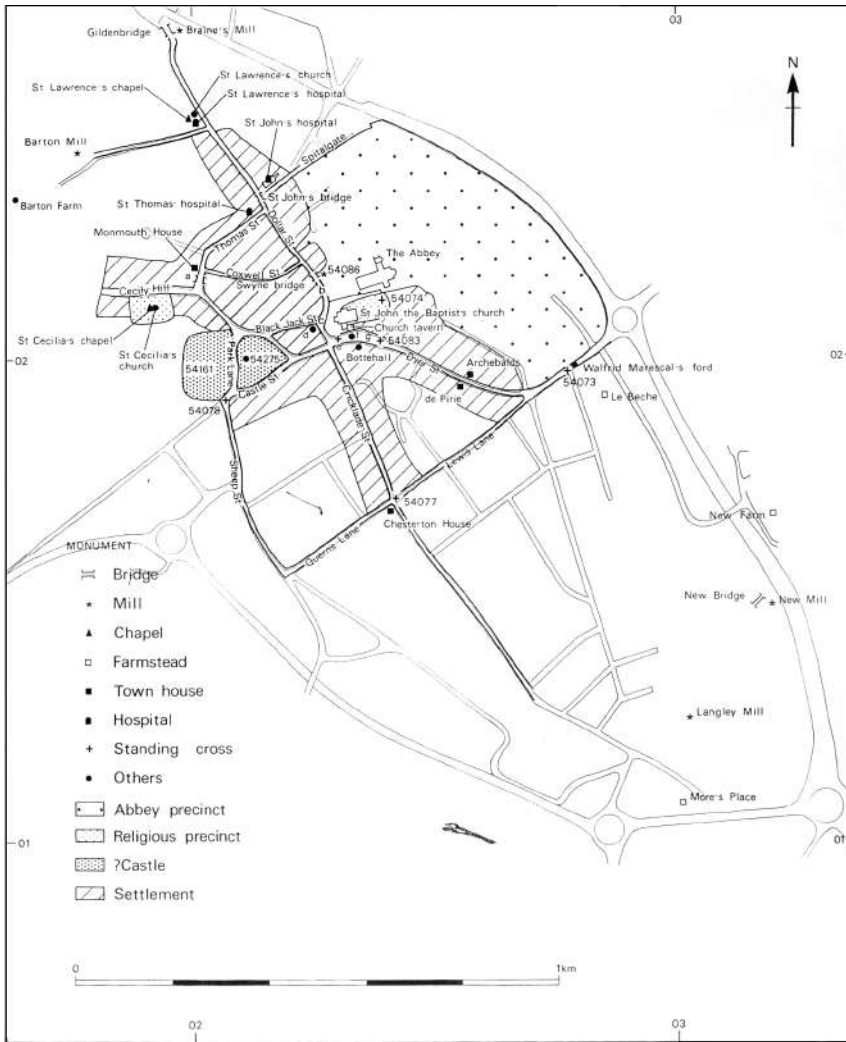 03
Gildenbridge
Braine's Mill
N
St Lawrence's church
St Lawrence's chapel
St Lawrence's hospital
St John's hospital
Barton Mill
Spitalgate
Barton Farm
St Thomas' hospital
St John's bridge
Dollar St
Monmouth House
Thomas St
The Abbey
a
Coxwell St
54086
b
Cecily Hill
Swyne bridge
54074
St John the Baptist's church
Black Jack St
c
Church tavern
St Cecilia's chapel
d
54083
e
g
St Cecilia's church
Bottehall
02
02
Park Lane
54161
54275
Archebalds
Walfrid Marescal's ford
Dyer St
54073
Castle St
de Pirie
Le Beche
54078
Cricklade St
Lewis Lane
Sheep St
54077
New Farm
Chesterton House
Querns Lane
MONUMENT
Bridge
New Bridge
New Mill
Mill
Chapel
Farmstead
Town house
Hospital
Langley Mill
Standing cross
Others
More's Place
Abbey precinct
Religious precinct
01
01
?Castle
Settlement
0
1km
02
03